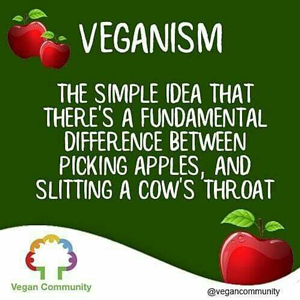 VEGANISM
THE SIMPLE IDEA THAT
THERE'S A FUNDAMENTAL
DIFFERENCE BETWEEN
PICKING APPLES, AND
SLITTING A COW'S THROAT
Vegan Community
@vegancommunity